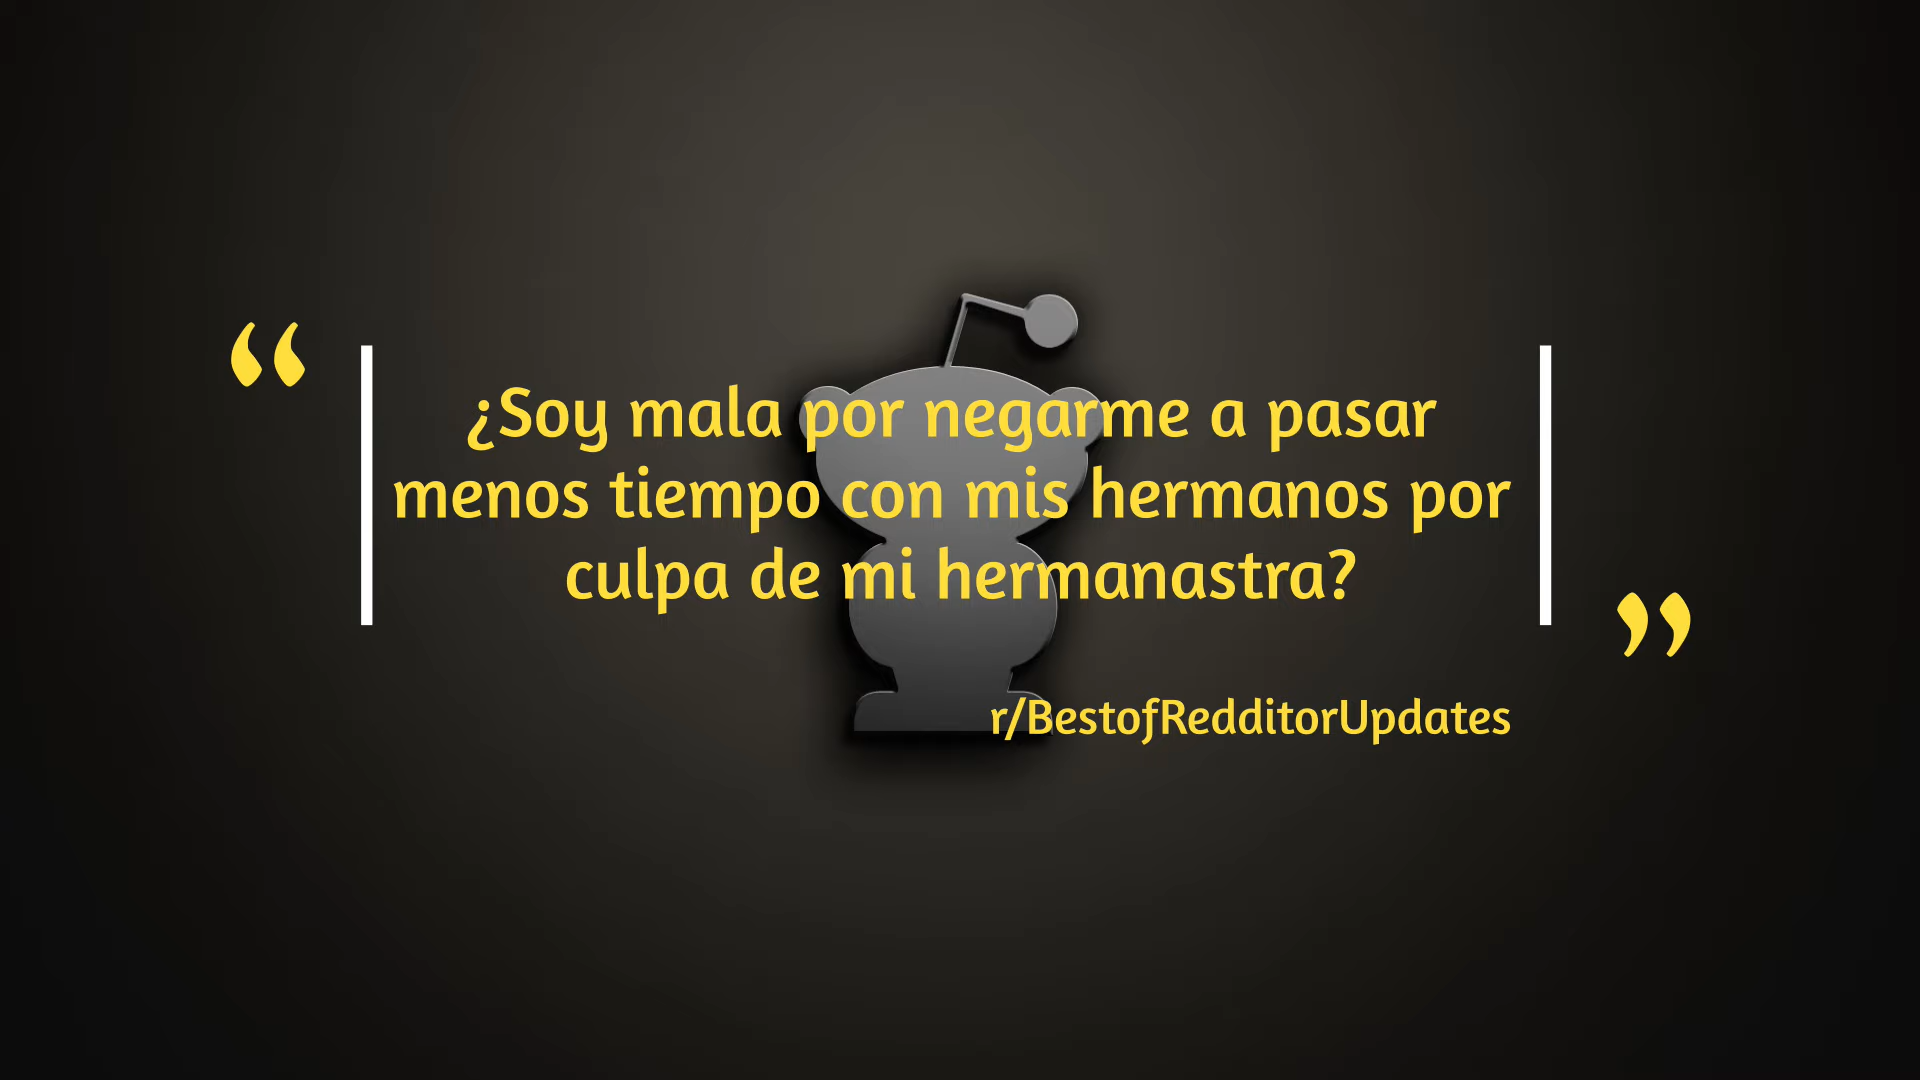 “
¿Soy mala por negarme a pasar
menos tiempo con mis hermanos por
culpa de mi hermanastra?
”
r/BestofRedditorUpdates